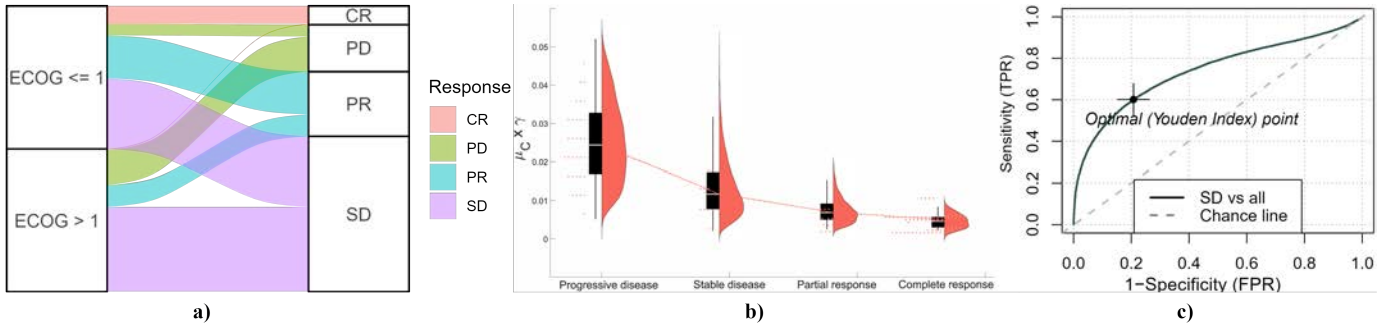 ECOG <= 1
ECOG > 1
CR
PD
PR
SD
Response
CR
PD
PR
SD
a)
μC x γ
0.05
0.04
0.03
0.02
0.01
0
Progressive disease
Stable disease
Partial response
Complete response
b)
Sensitivity (TPR)
1.0
0.8
0.6
0.4
0.2
0.0
Optimal (Youden Index) point
SD vs all
Chance line
0.0 0.2 0.4 0.6 0.8 1.0
1−Specificity (FPR)
c)